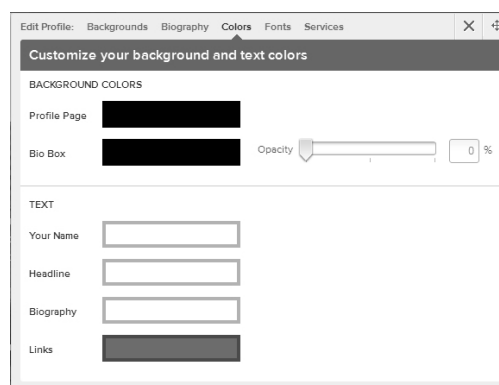 Edit Profile: Backgrounds Biography Colors Fonts Services
Customize your background and text colors
BACKGROUND COLORS
Profile Page
Bio Box Opacity 0 %
TEXT
Your Name
Headline
Biography
Links